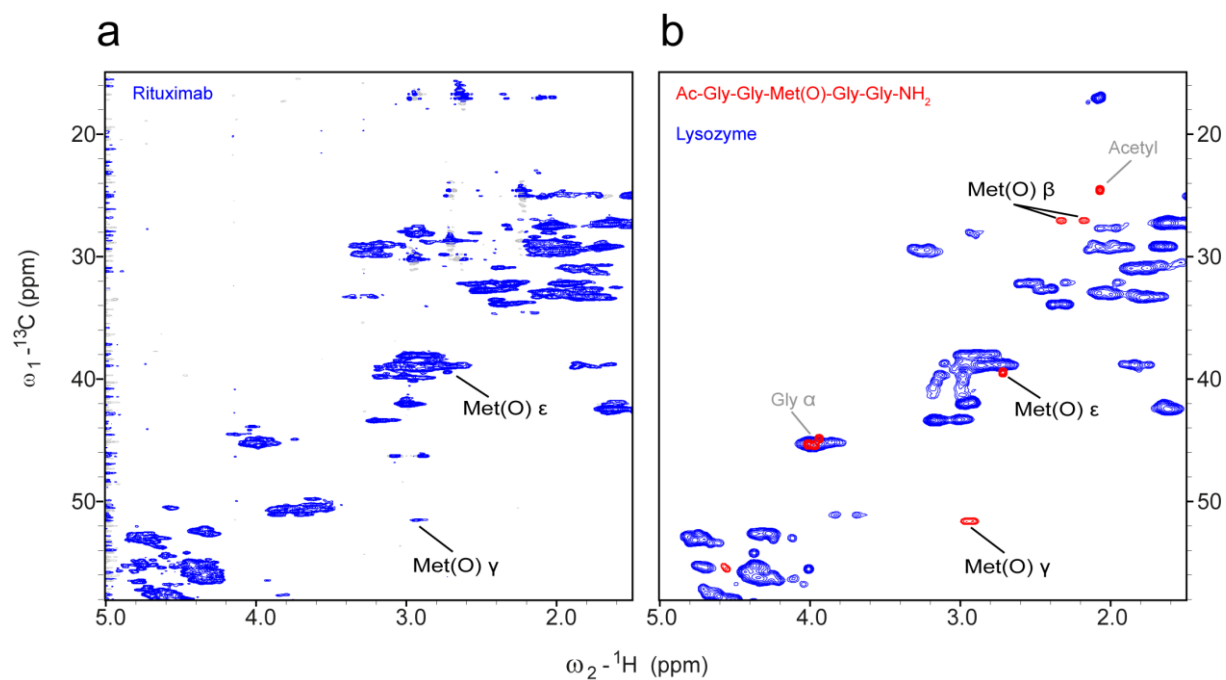 a
b
Rituximab
Ac-Gly-Gly-Met(O)-Gly-Gly-NH2
Lysozyme
Acetyl
Met(O) β
20
20
30
30
40
40
50
50
Met(O) ε
Met(O) ε
Gly α
Met(O) γ
Met(O) γ
ω1 - 13C (ppm)
5.0 4.0 3.0 2.0
5.0 4.0 3.0 2.0
ω2 - 1H (ppm)